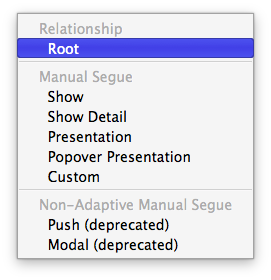 Relationship
Root
Manual Segue
Show
Show Detail
Presentation
Popover Presentation
Custom
Non-Adaptive Manual Segue
Push (deprecated)
Modal (deprecated)